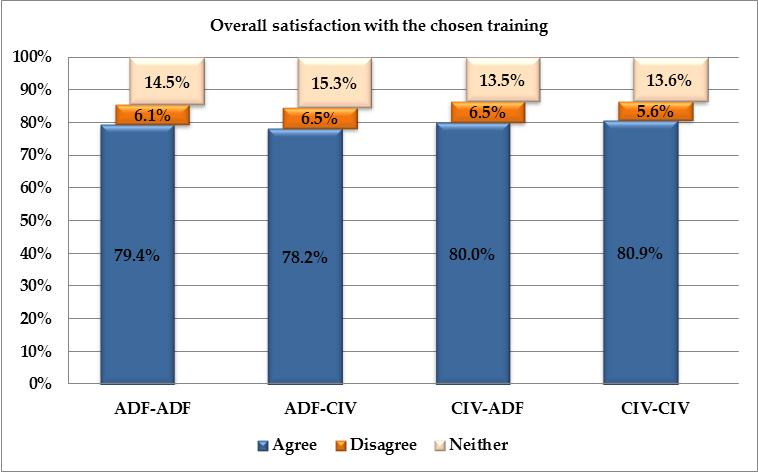 Overall satisfaction with the chosen training
100%
90%
80%
70%
60%
50%
40%
30%
20%
10%
0%
14.5%
15.3%
13.5%
13.6%
6.1%
6.5%
6.5%
5.6%
79.4%
78.2%
80.0%
80.9%
ADF-ADF
ADF-CIV
CIV-ADF
CIV-CIV
Agree
Disagree
Neither